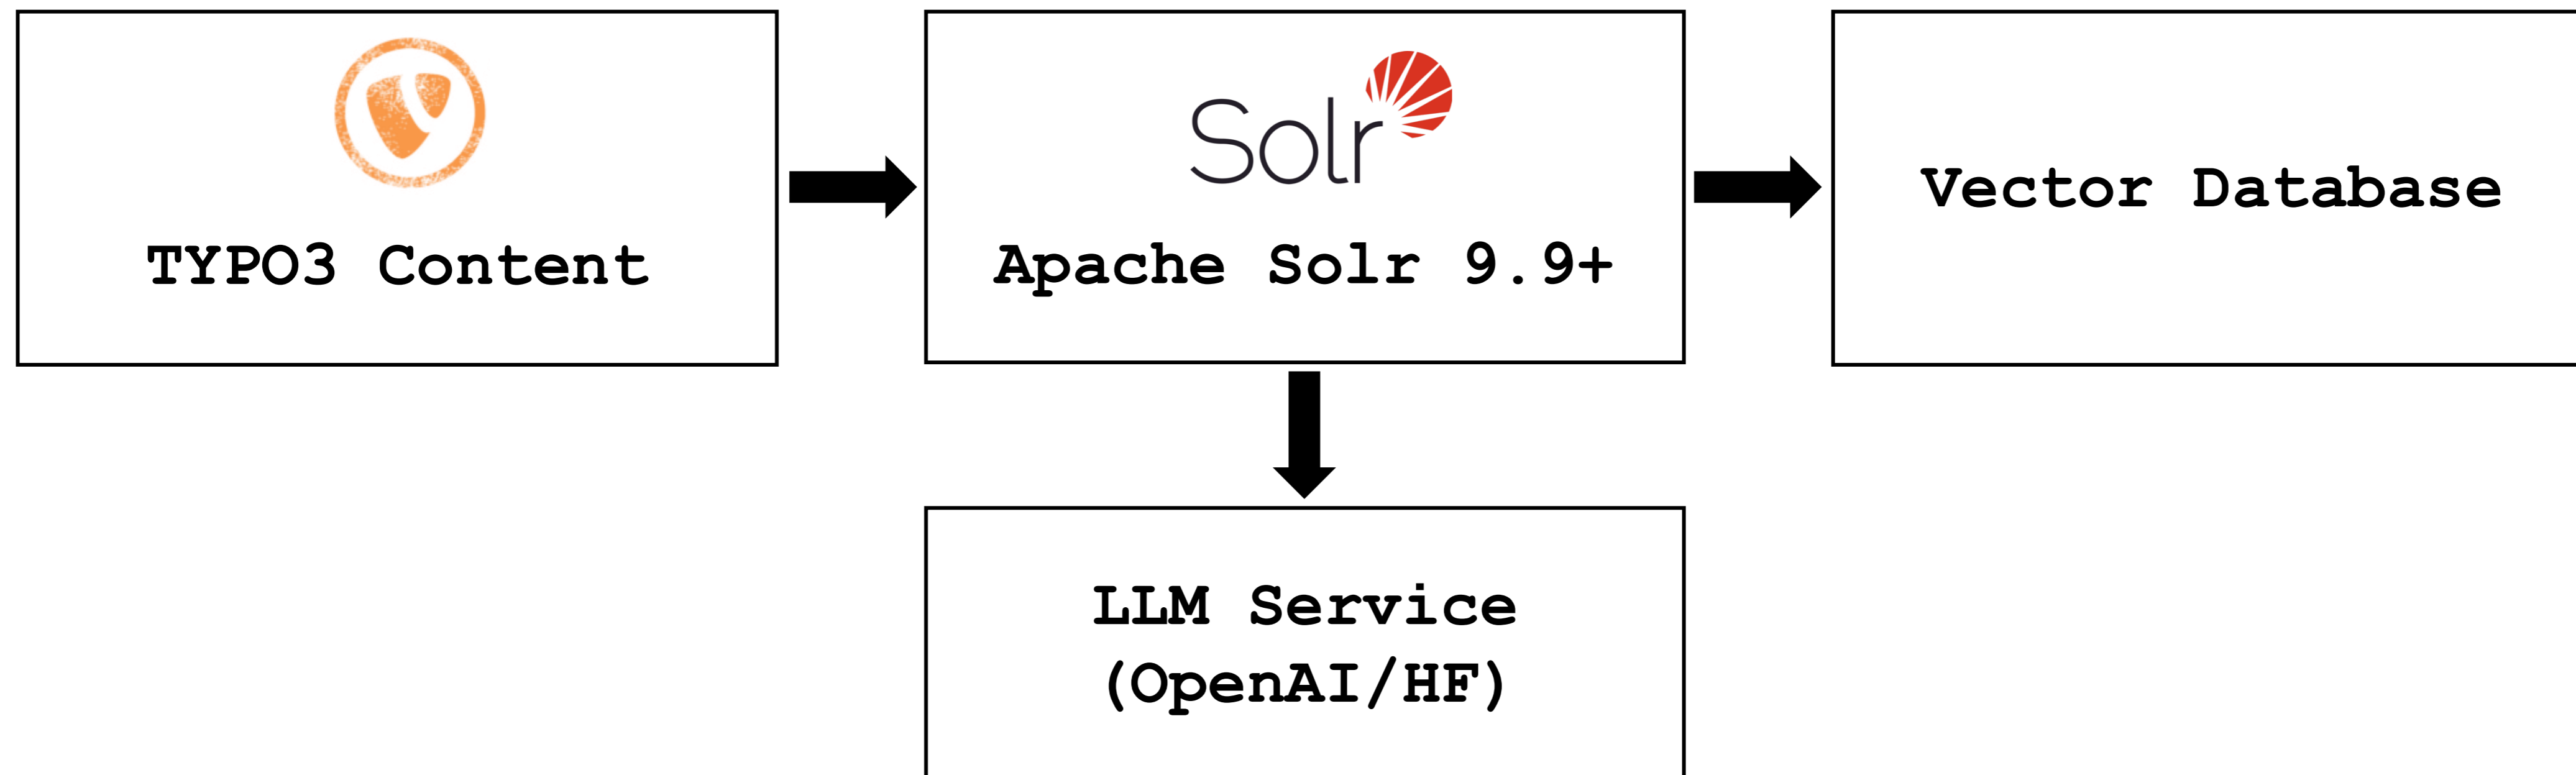 TYPO3 Content
Solr
Apache Solr 9.9+
Vector Database
LLM Service
(OpenAI/HF)